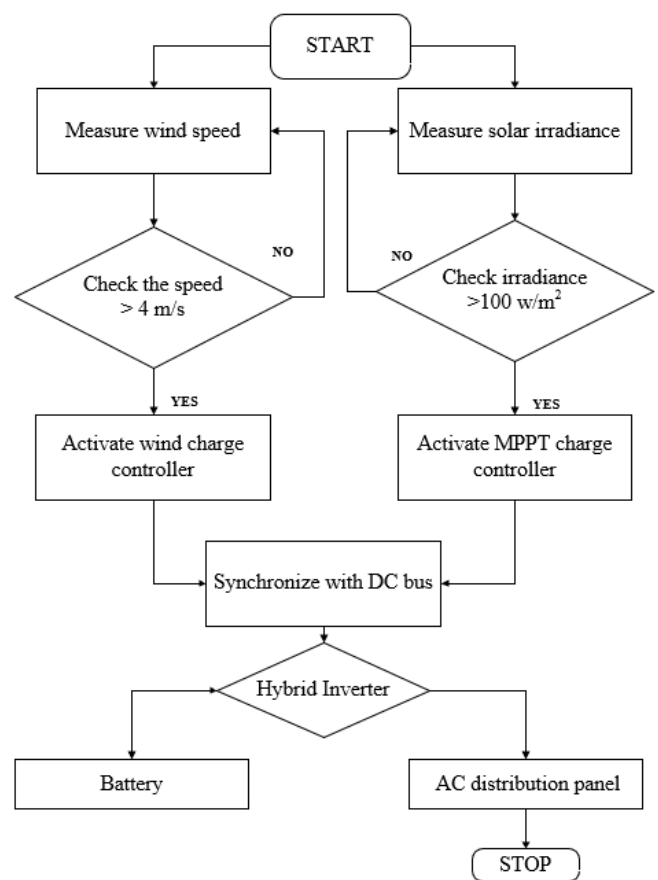 START
Measure wind speed
Measure solar irradiance
NO
NO
Check the speed
> 4 m/s
Check irradiance
>100 w/m²
YES
YES
Activate wind charge
controller
Activate MPPT charge
controller
Synchronize with DC bus
Hybrid Inverter
Battery
AC distribution panel
STOP